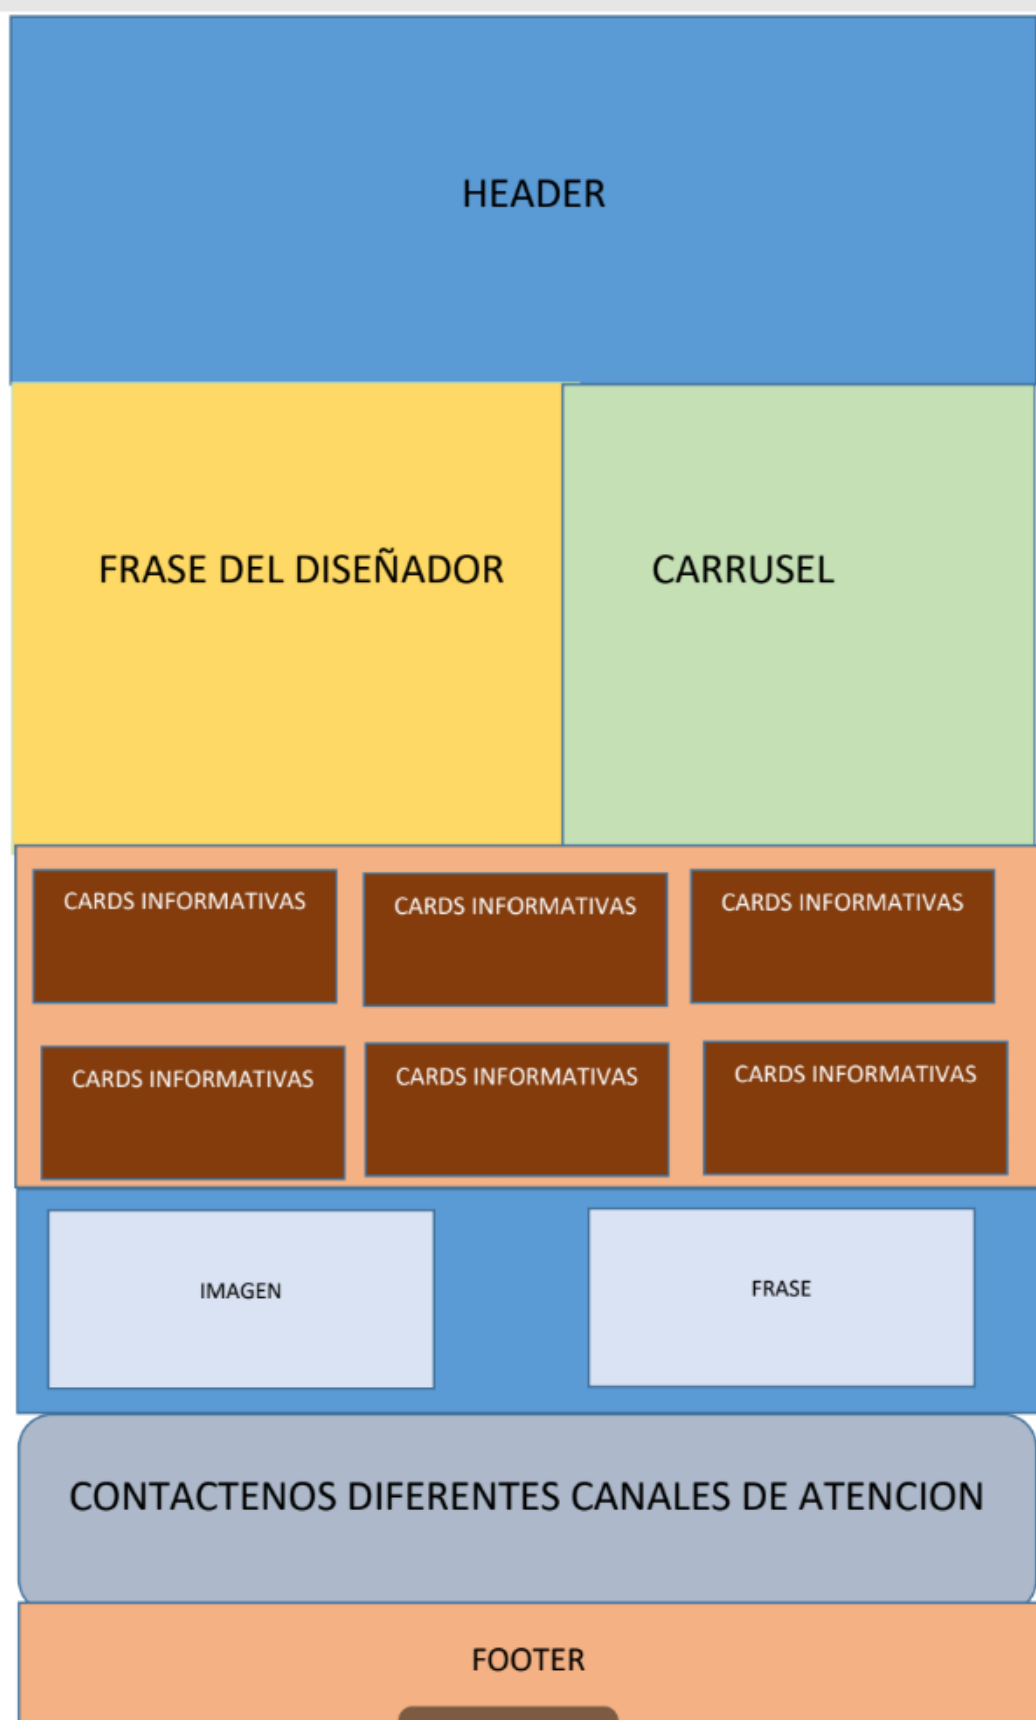 HEADER
FRASE DEL DISEÑADOR
CARRUSEL
CARDS INFORMATIVAS
CARDS INFORMATIVAS
CARDS INFORMATIVAS
CARDS INFORMATIVAS
CARDS INFORMATIVAS
CARDS INFORMATIVAS
IMAGEN
FRASE
CONTACTENOS DIFERENTES CANALES DE ATENCION
FOOTER